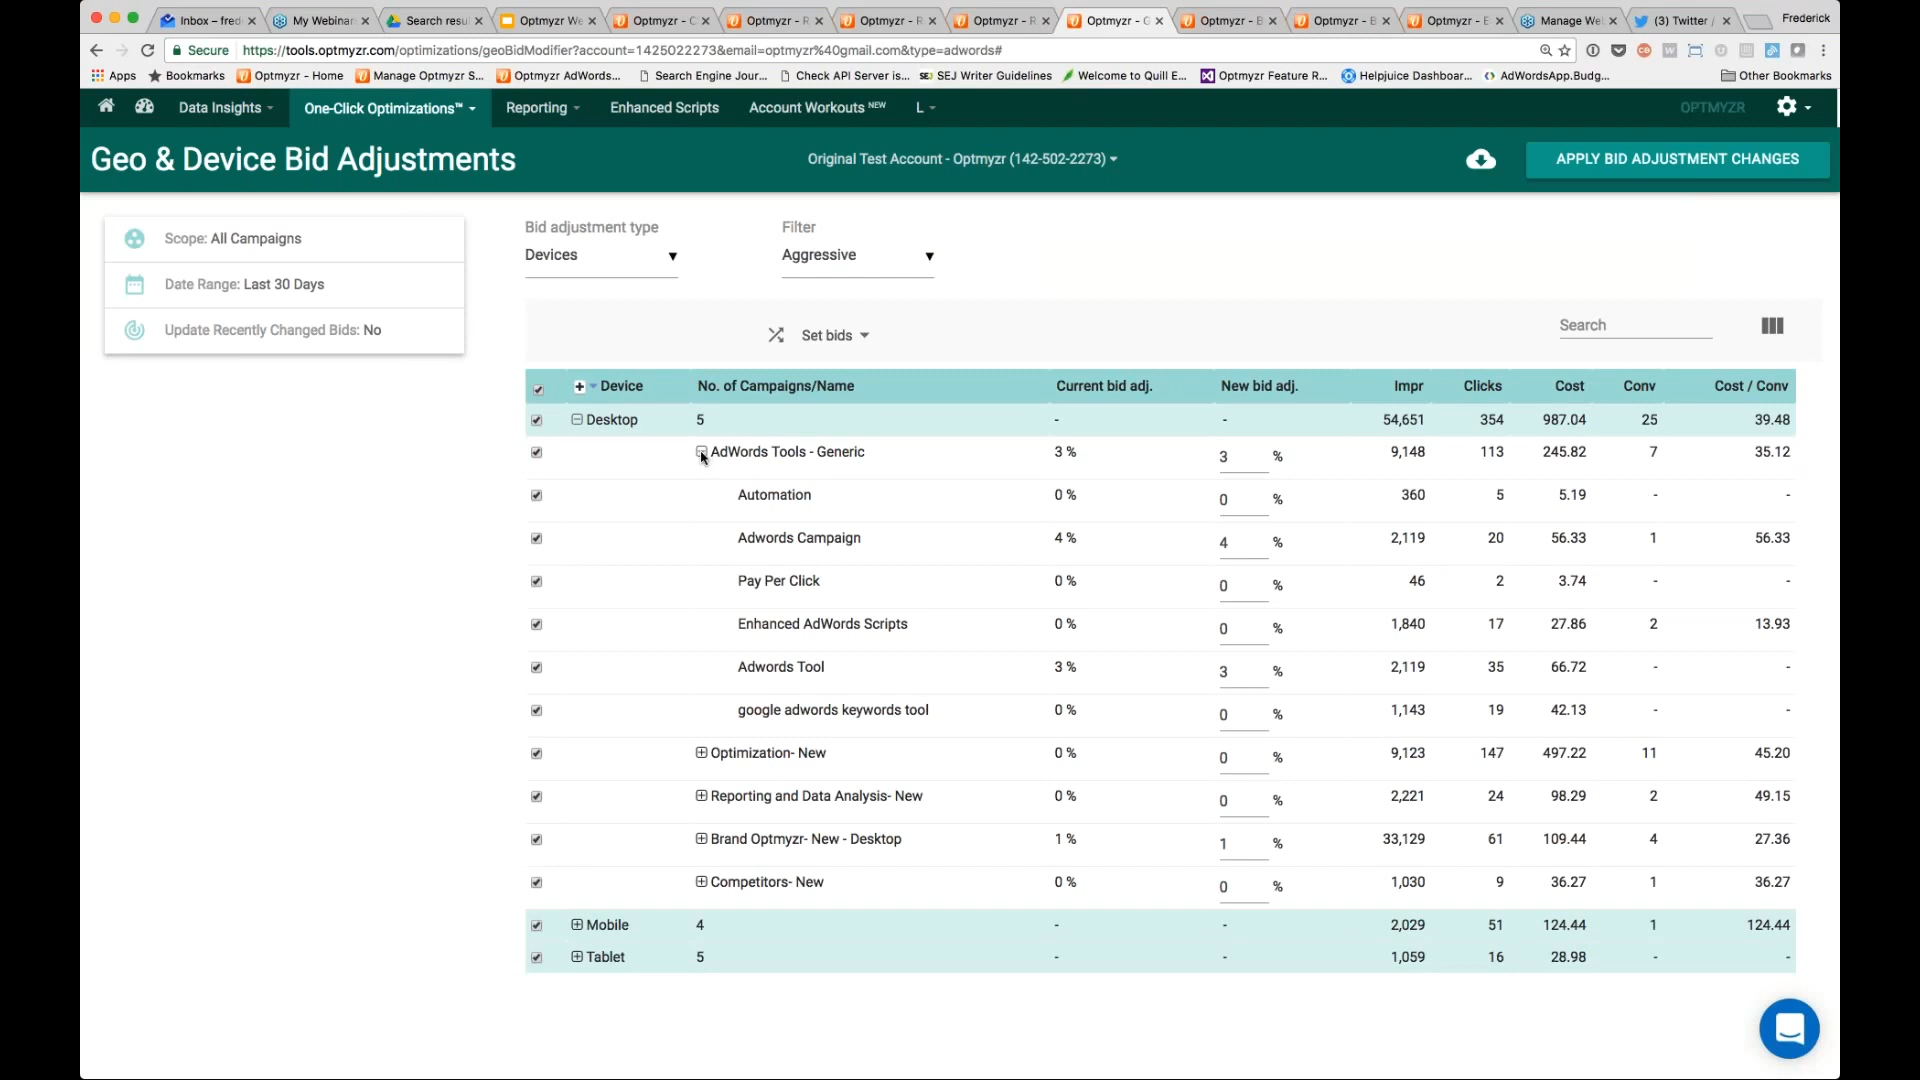 Inbox – fred
My Webinar
Search resu
Optmyzr We
Optmyzr - C
Optmyzr - R
Optmyzr - R
Optmyzr - R
Optmyzr - G
Optmyzr - B
Optmyzr - B
Optmyzr - E
Manage We
(3) Twitter /
Frederick
Secure https://tools.optmyzr.com/optimizations/geoBidModifier?account=1425022273&email=optmyzr%40gmail.com&type=adwords#
Apps Bookmarks Optmyzr - Home Manage Optmyzr S... Optmyzr AdWords... Search Engine Jour... Check API Server is... SEJ Writer Guidelines Welcome to Quill E... Optmyzr Feature R... Helpjuice Dashboar... AdWordsApp.Budg... Other Bookmarks
Data Insights One-Click Optimizations™ Reporting Enhanced Scripts Account Workouts NEW L OPTMYZR
Geo & Device Bid Adjustments
Original Test Account - Optmyzr (142-502-2273)
APPLY BID ADJUSTMENT CHANGES
Scope: All Campaigns
Date Range: Last 30 Days
Update Recently Changed Bids: No
Bid adjustment type
Devices
Filter
Aggressive
Set bids
Search
Device No. of Campaigns/Name Current bid adj. New bid adj. Impr Clicks Cost Conv Cost / Conv
Desktop 5 - - 54,651 354 987.04 25 39.48
AdWords Tools - Generic 3 % 3 % 9,148 113 245.82 7 35.12
Automation 0 % 0 % 360 5 5.19 - -
Adwords Campaign 4 % 4 % 2,119 20 56.33 1 56.33
Pay Per Click 0 % 0 % 46 2 3.74 - -
Enhanced AdWords Scripts 0 % 0 % 1,840 17 27.86 2 13.93
Adwords Tool 3 % 3 % 2,119 35 66.72 - -
google adwords keywords tool 0 % 0 % 1,143 19 42.13 - -
Optimization- New 0 % 0 % 9,123 147 497.22 11 45.20
Reporting and Data Analysis- New 0 % 0 % 2,221 24 98.29 2 49.15
Brand Optmyzr- New - Desktop 1 % 1 % 33,129 61 109.44 4 27.36
Competitors- New 0 % 0 % 1,030 9 36.27 1 36.27
Mobile 4 - - 2,029 51 124.44 1 124.44
Tablet 5 - - 1,059 16 28.98 - -